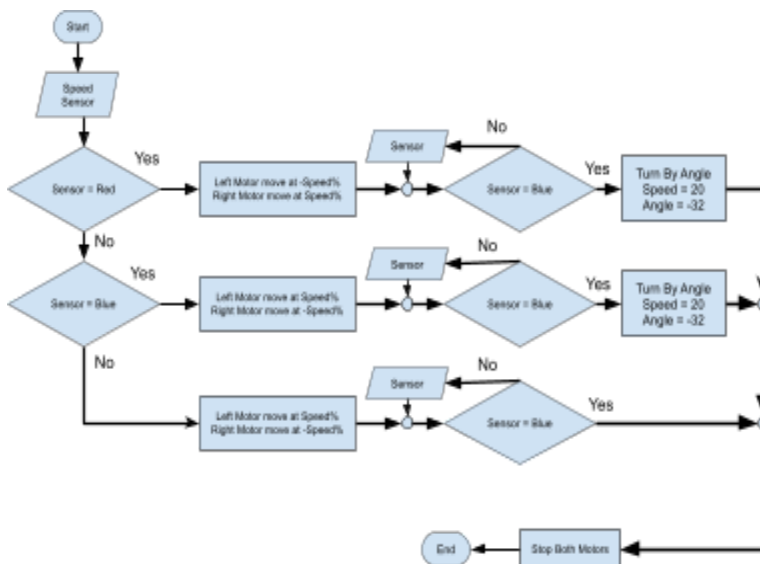 Start
Speed
Sensor
Sensor = Red
Yes
Left Motor move at -Speed%
Right Motor move at Speed%
Sensor
No
Sensor = Blue
Yes
Turn By Angle
Speed = 20
Angle = -32
No
Sensor = Blue
Yes
Left Motor move at Speed%
Right Motor move at -Speed%
Sensor
No
Sensor = Blue
Yes
Turn By Angle
Speed = 20
Angle = -32
No
Left Motor move at Speed%
Right Motor move at -Speed%
Sensor
No
Sensor = Blue
Yes
End
Stop Both Motors